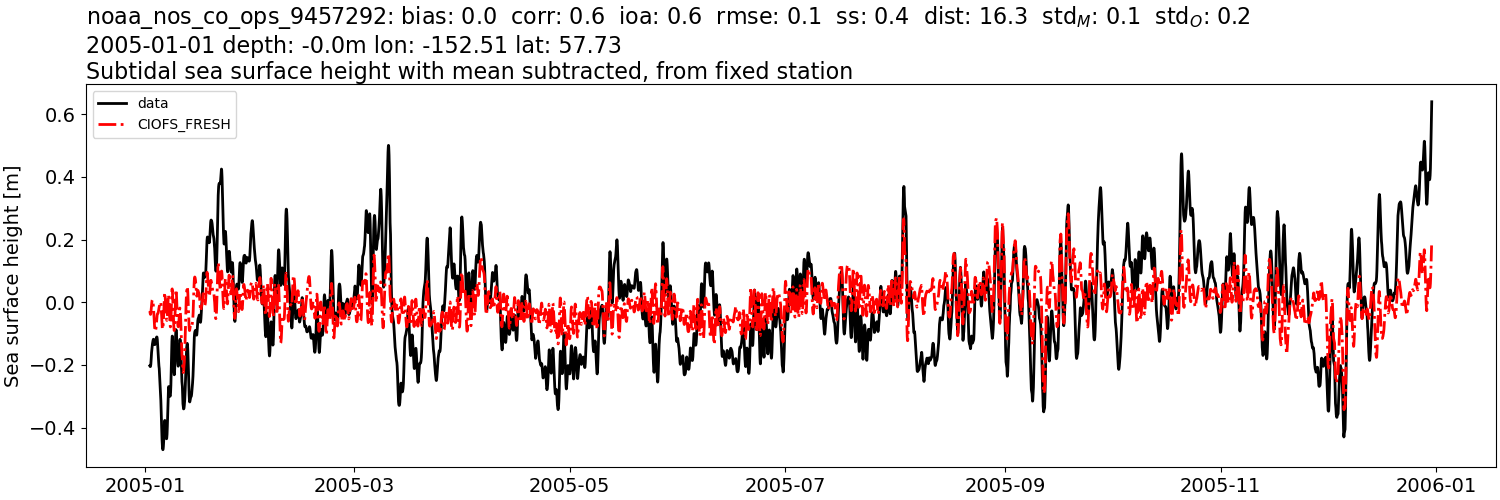 noaa_nos_co_ops_9457292: bias: 0.0 corr: 0.6 ioa: 0.6 rmse: 0.1 ss: 0.4 dist: 16.3 std_M: 0.1 std_O: 0.2
2005-01-01 depth: -0.0m lon: -152.51 lat: 57.73
Subtidal sea surface height with mean subtracted, from fixed station
data
CIOFS_FRESH
Sea surface height [m]
0.6
0.4
0.2
0.0
−0.2
−0.4
2005-01 2005-03 2005-05 2005-07 2005-09 2005-11 2006-01